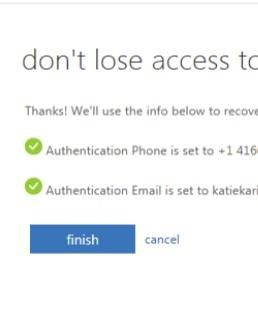 don't lose access to
Thanks! We'll use the info below to recove
Authentication Phone is set to +1 416
Authentication Email is set to katiekari
finish cancel